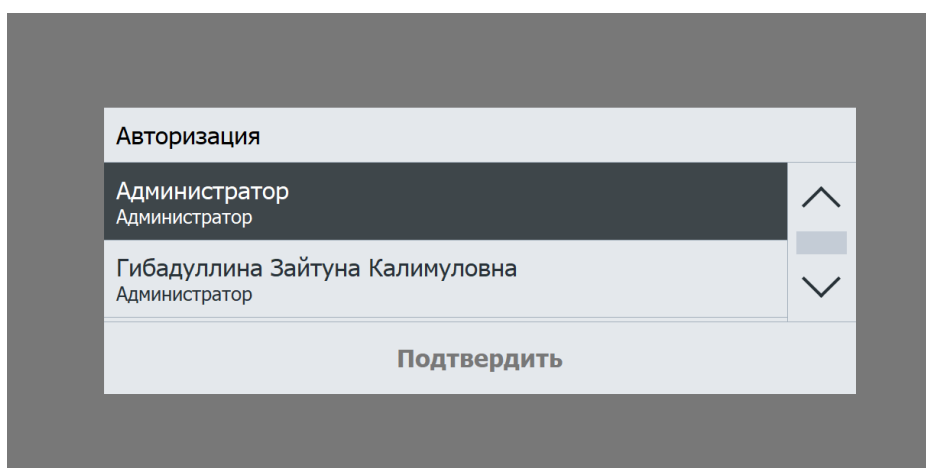 Авторизация
Администратор
Администратор
Гибадуллина Зайтуна Калимуловна
Администратор
Подтвердить